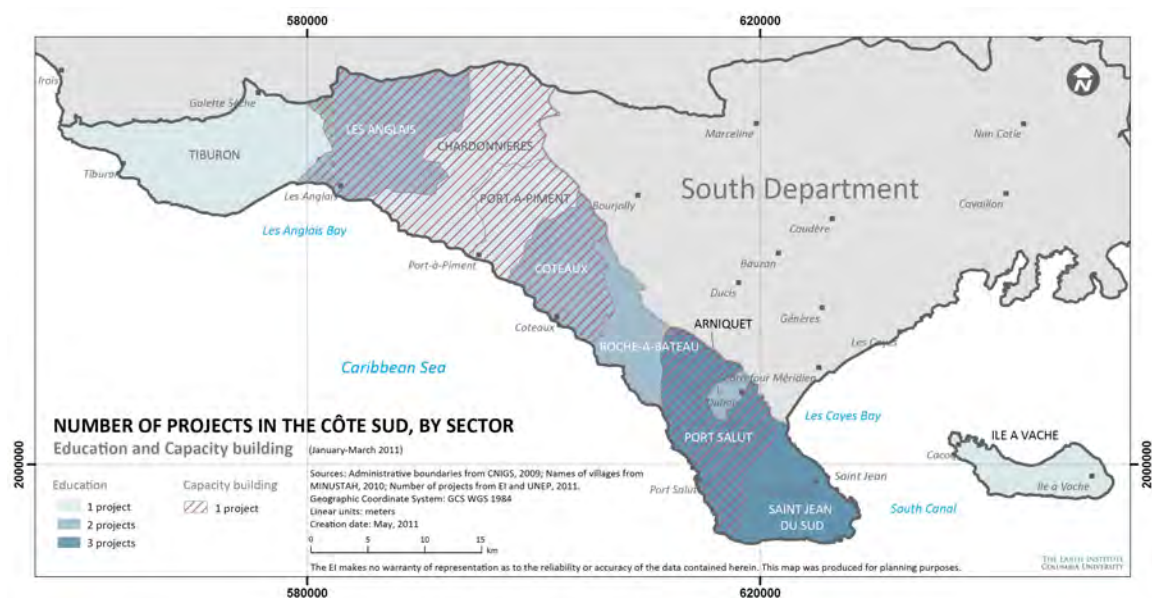 580000
620000
Irois
Galette Sèche
LES ANGLAIS
Marceline
Nan Cotie
CHARDONNIERES
TIBURON
Tiburon
South Department
Les Anglais
PORT-A-PIMENT
Bourjolly
Cavaillon
Les Anglais Bay
Coudère
Port-à-Piment
COTEAUX
Bauzan
Ducis
Génères
ARNIQUET
Coteaux
ROCHE-A-BATEAU
Les Cayes
Caribbean Sea
Carrefour Méridien
Dubois
Les Cayes Bay
PORT SALUT
ILE A VACHE
NUMBER OF PROJECTS IN THE CÔTE SUD, BY SECTOR
Education and Capacity building (January-March 2011)
2000000
2000000
Port Salut
Saint Jean
Ile à Vache
SAINT JEAN
DU SUD
South Canal
Education
1 project
2 projects
3 projects
Capacity building
1 project
Sources: Administrative boundaries from CNIGS, 2009; Names of villages from
MINUSTAH, 2010; Number of projects from EI and UNEP, 2011.
Geographic Coordinate System: GCS WGS 1984
Linear units: meters
Creation date: May, 2011
0 5 10 15
km
The EI makes no warranty of representation as to the reliability or accuracy of the data contained herein. This map was produced for planning purposes.
THE EARTH INSTITUTE
COLUMBIA UNIVERSITY
N
580000
620000